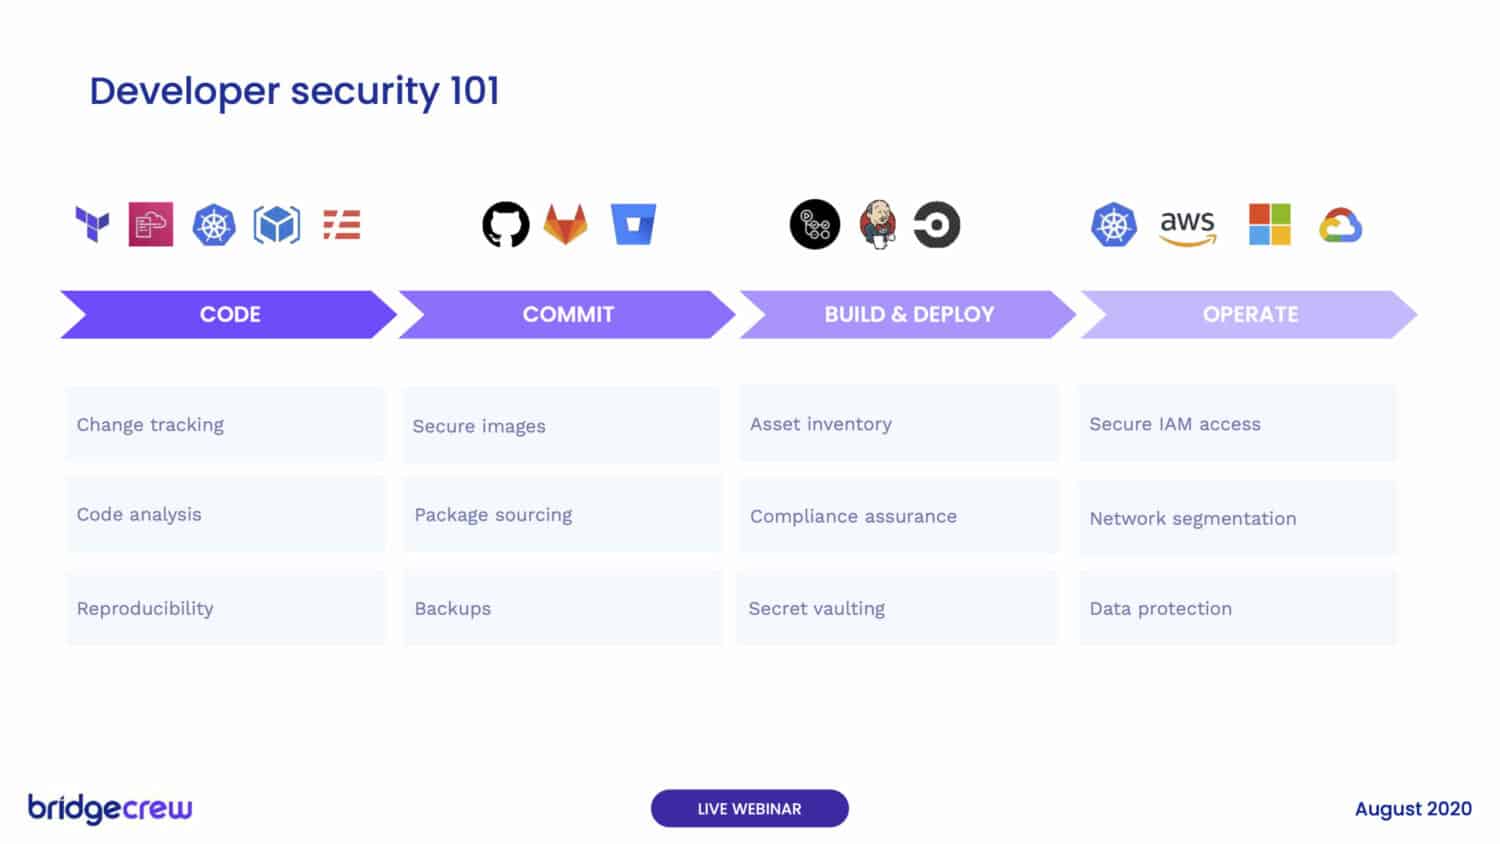 Developer security 101
aws
CODE
COMMIT
BUILD & DEPLOY
OPERATE
Change tracking
Secure images
Asset inventory
Secure IAM access
Code analysis
Package sourcing
Compliance assurance
Network segmentation
Reproducibility
Backups
Secret vaulting
Data protection
bridgecrew
LIVE WEBINAR
August 2020